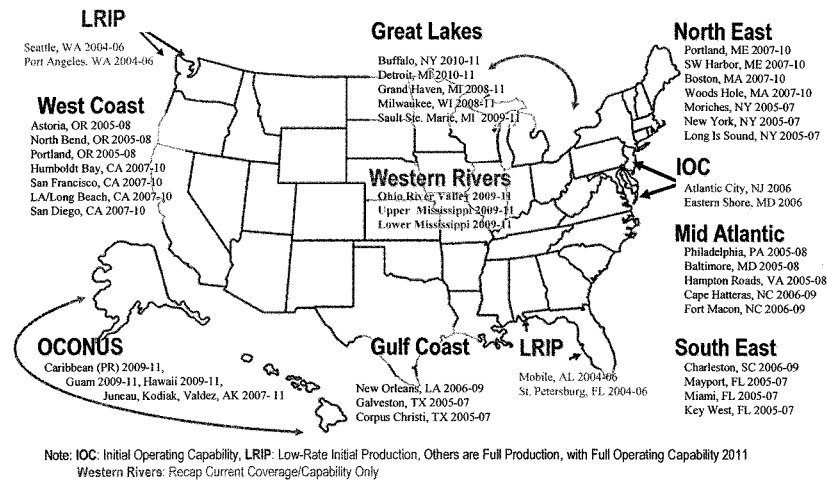 LRIP
Seattle, WA 2004-06
Port Angeles, WA 2004-06
West Coast
Astoria, OR 2005-08
North Bend, OR 2005-08
Portland, OR 2005-08
Humboldt Bay, CA 2007-10
San Francisco, CA 2007-10
LA/Long Beach, CA 2007-10
San Diego, CA 2007-10
Great Lakes
Buffalo, NY 2010-11
Detroit, MI 2010-11
Grand Haven, MI 2008-11
Milwaukee, WI 2008-11
Sault Ste. Marie, MI 2009-11
Western Rivers
Ohio River Valley 2009-11
Upper Mississippi 2009-11
Lower Mississippi 2009-11
North East
Portland, ME 2007-10
SW Harbor, ME 2007-10
Boston, MA 2007-10
Woods Hole, MA 2007-10
Moriches, NY 2005-07
New York, NY 2005-07
Long Is Sound, NY 2005-07
IOC
Atlantic City, NJ 2006
Eastern Shore, MD 2006
Mid Atlantic
Philadelphia, PA 2005-08
Baltimore, MD 2005-08
Hampton Roads, VA 2005-08
Cape Hatteras, NC 2006-09
Fort Macon, NC 2006-09
OCONUS
Caribbean (PR) 2009-11,
Guam 2009-11, Hawaii 2009-11,
Juneau, Kodiak, Valdez, AK 2007- 11
Gulf Coast
New Orleans, LA 2006-09
Galveston, TX 2005-07
Corpus Christi, TX 2005-07
LRIP
Mobile, AL 2004-06
St. Petersburg, FL 2004-06
South East
Charleston, SC 2006-09
Mayport, FL 2005-07
Miami, FL 2005-07
Key West, FL 2005-07
Note: IOC: Initial Operating Capability, LRIP: Low-Rate Initial Production, Others are Full Production, with Full Operating Capability 2011
Western Rivers: Recap Current Coverage/Capability Only